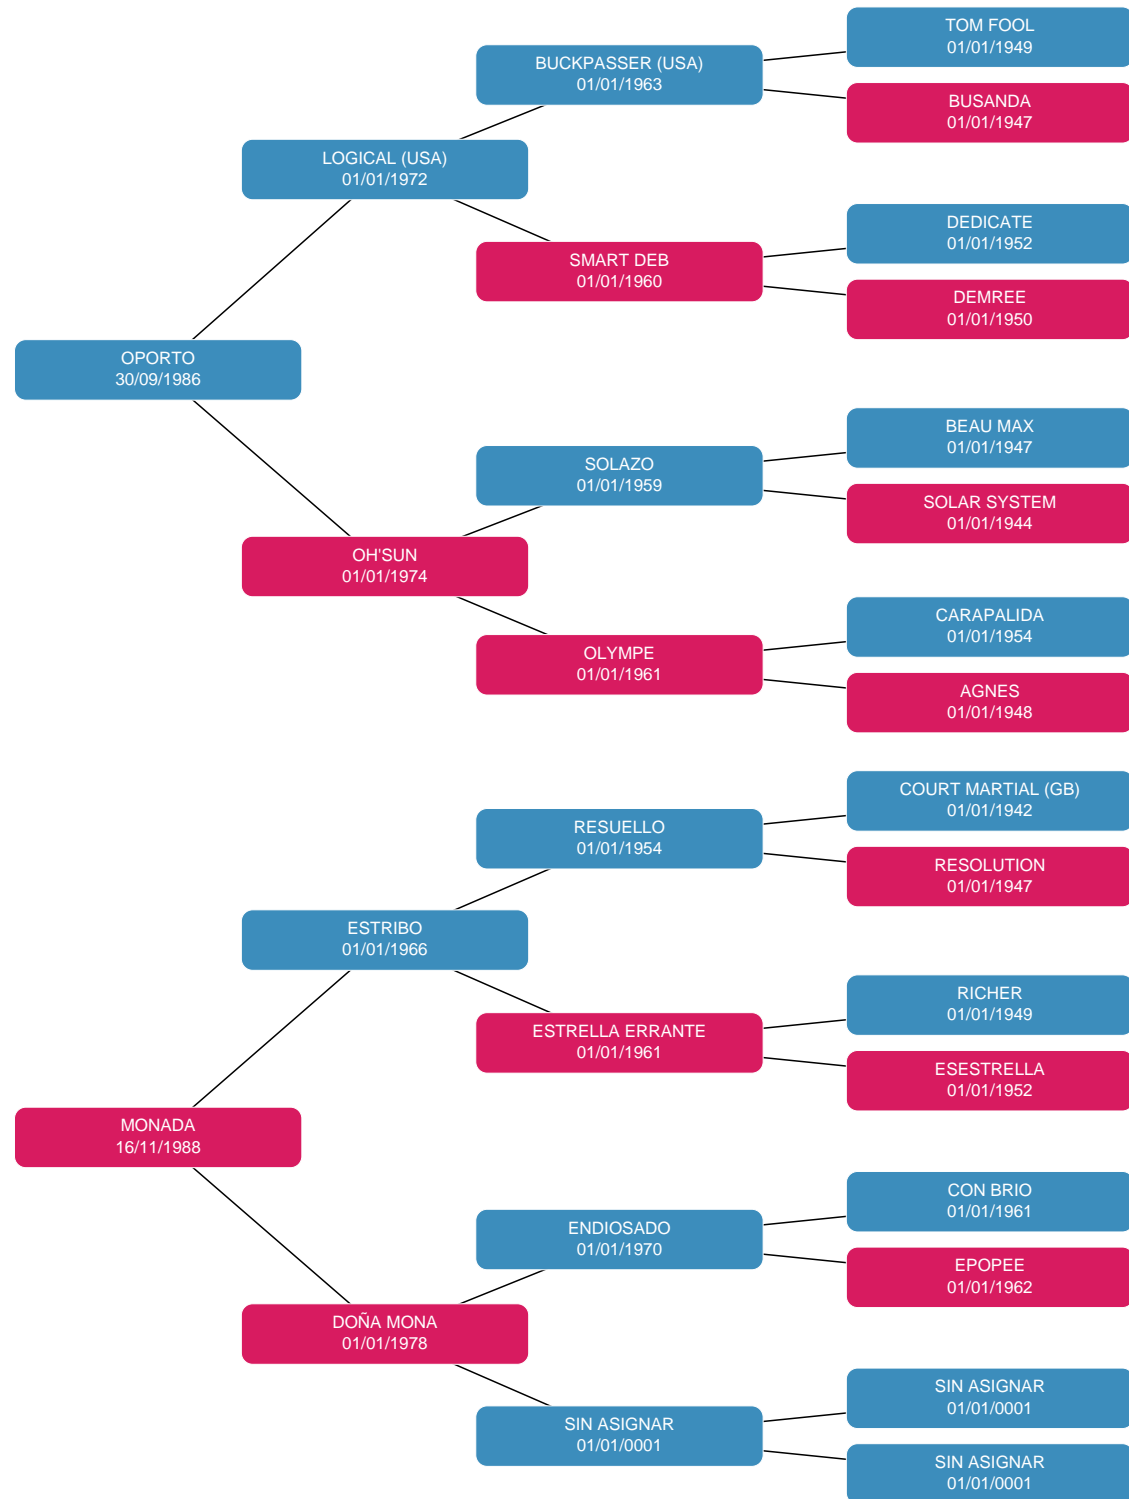 TOM FOOL
01/01/1949
BUCKPASSER (USA)
01/01/1963
BUSANDA
01/01/1947
LOGICAL (USA)
01/01/1972
DEDICATE
01/01/1952
SMART DEB
01/01/1960
DEMREE
01/01/1950
OPORTO
30/09/1986
BEAU MAX
01/01/1947
SOLAZO
01/01/1959
SOLAR SYSTEM
01/01/1944
OH'SUN
01/01/1974
CARAPALIDA
01/01/1954
OLYMPE
01/01/1961
AGNES
01/01/1948
COURT MARTIAL (GB)
01/01/1942
RESUELLO
01/01/1954
RESOLUTION
01/01/1947
ESTRIBO
01/01/1966
RICHER
01/01/1949
ESTRELLA ERRANTE
01/01/1961
ESESTRELLA
01/01/1952
MONADA
16/11/1988
CON BRIO
01/01/1961
ENDIOSADO
01/01/1970
EPOPEE
01/01/1962
DOÑA MONA
01/01/1978
SIN ASIGNAR
01/01/0001
SIN ASIGNAR
01/01/0001
SIN ASIGNAR
01/01/0001